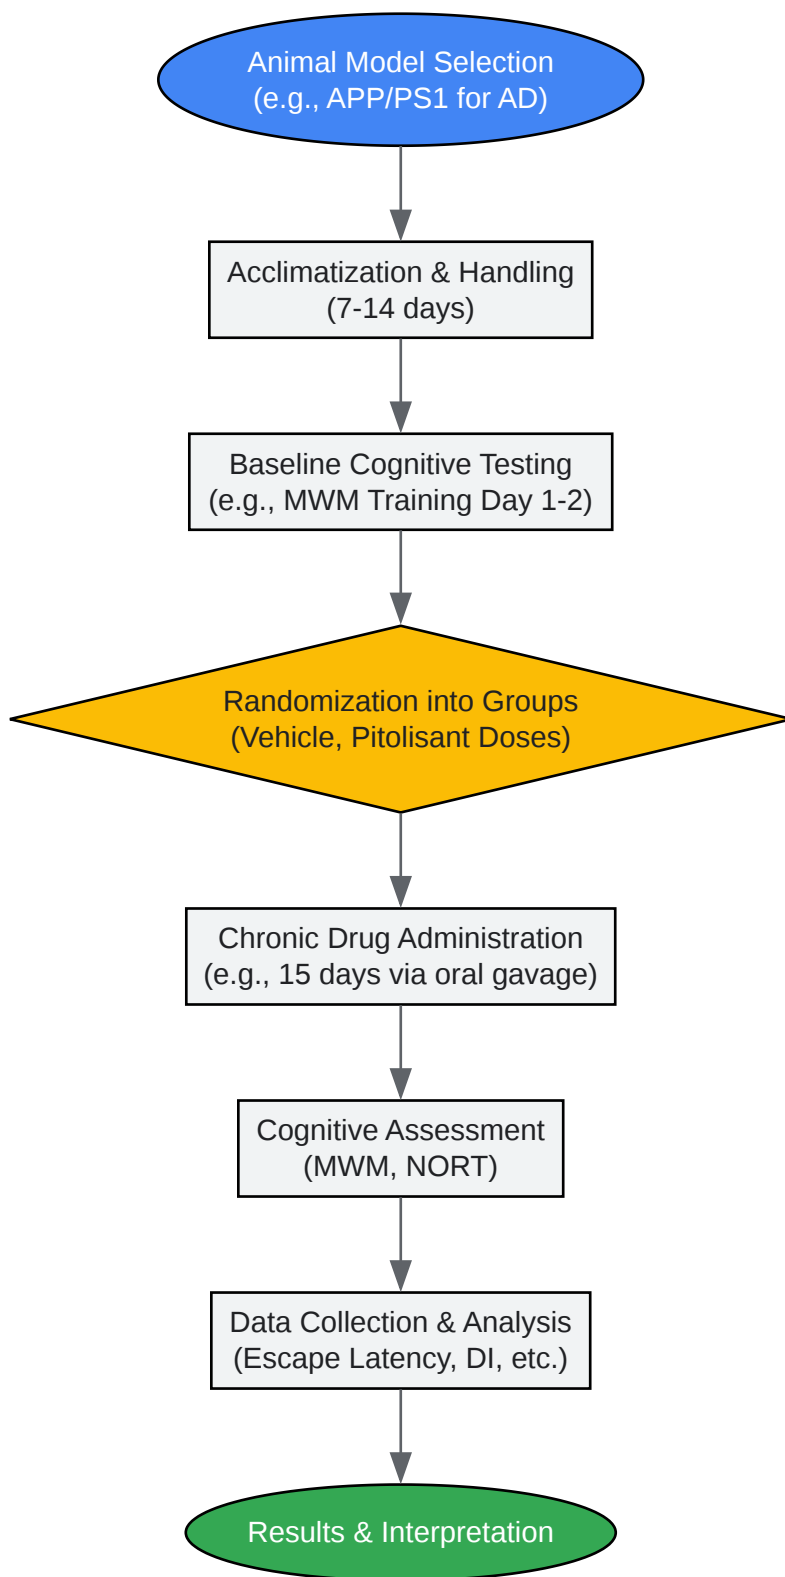 Animal Model Selection
(e.g., APP/PS1 for AD)
Acclimatization & Handling
(7-14 days)
Baseline Cognitive Testing
(e.g., MWM Training Day 1-2)
Randomization into Groups
(Vehicle, Pitolisant Doses)
Chronic Drug Administration
(e.g., 15 days via oral gavage)
Cognitive Assessment
(MWM, NORT)
Data Collection & Analysis
(Escape Latency, DI, etc.)
Results & Interpretation